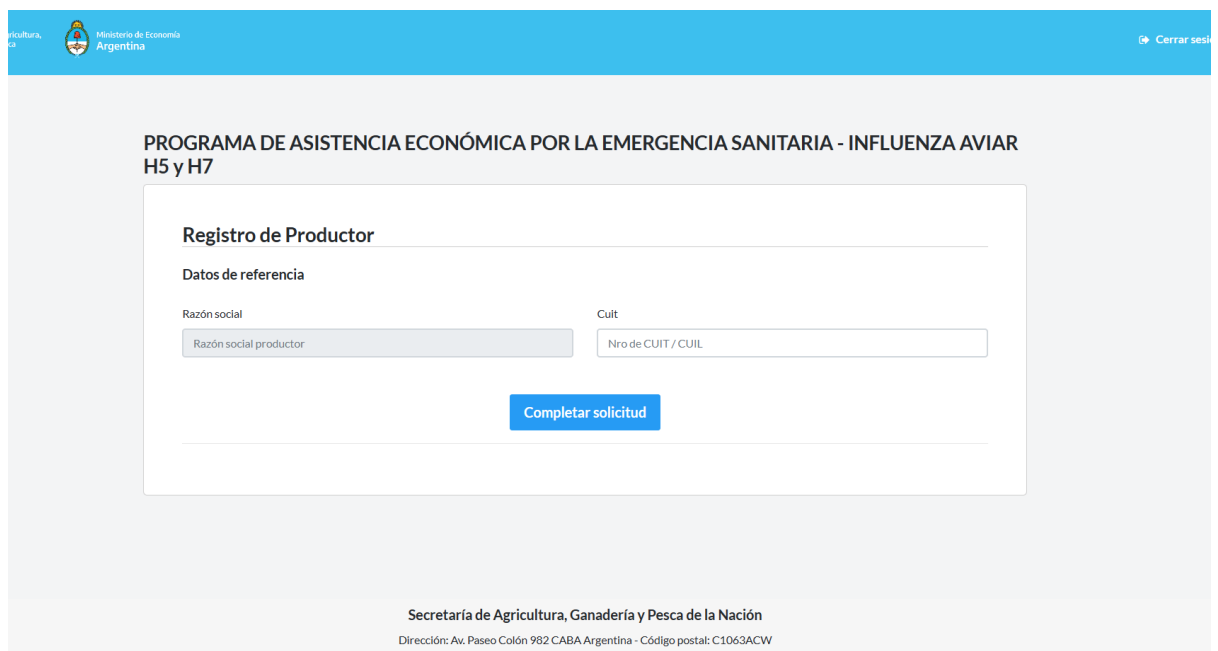 Ministerio de Economía
Argentina
Cerrar
PROGRAMA DE ASISTENCIA ECONÓMICA POR LA EMERGENCIA SANITARIA - INFLUENZA AVIAR
H5 y H7
Registro de Productor
Datos de referencia
Razón social
Cuit
Razón social productor
Nro de CUIT / CUIL
Completar solicitud
Secretaría de Agricultura, Ganadería y Pesca de la Nación
Dirección: Av. Paseo Colón 982 CABA Argentina - Código postal: C1063ACW